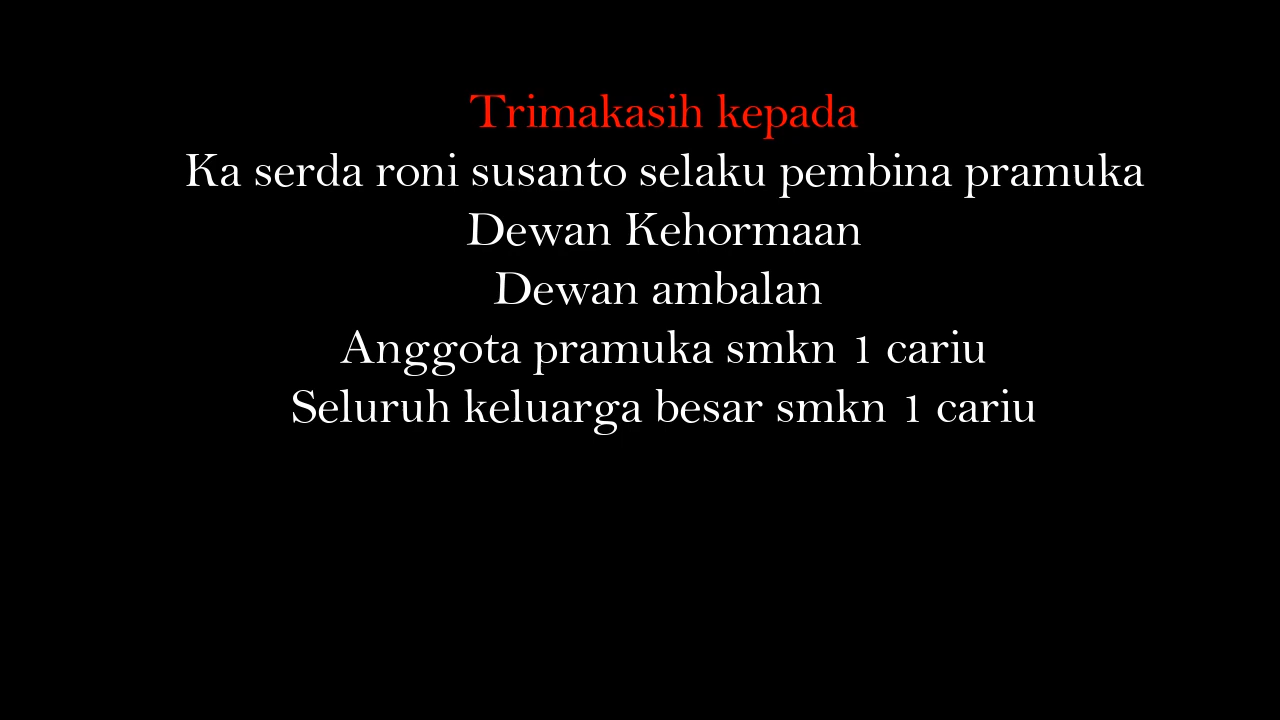 Trimakasih kepada
Ka serda roni susanto selaku pembina pramuka
Dewan Kehormaan
Dewan ambalan
Anggota pramuka smkn 1 cariu
Seluruh keluarga besar smkn 1 cariu